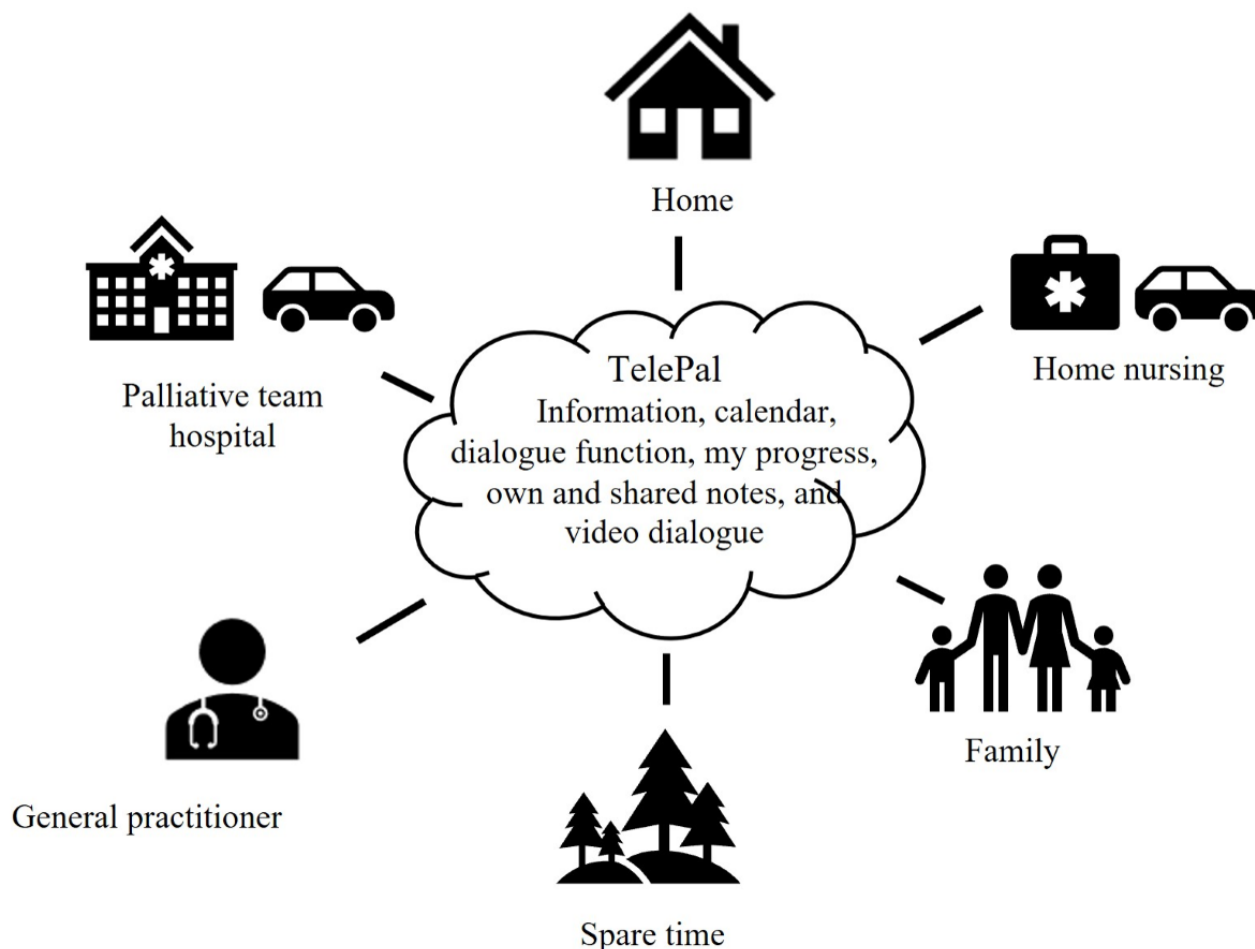 Home
Palliative team
hospital
Home nursing
TelePal
Information, calendar,
dialogue function, my progress,
own and shared notes, and
video dialogue
General practitioner
Family
Spare time